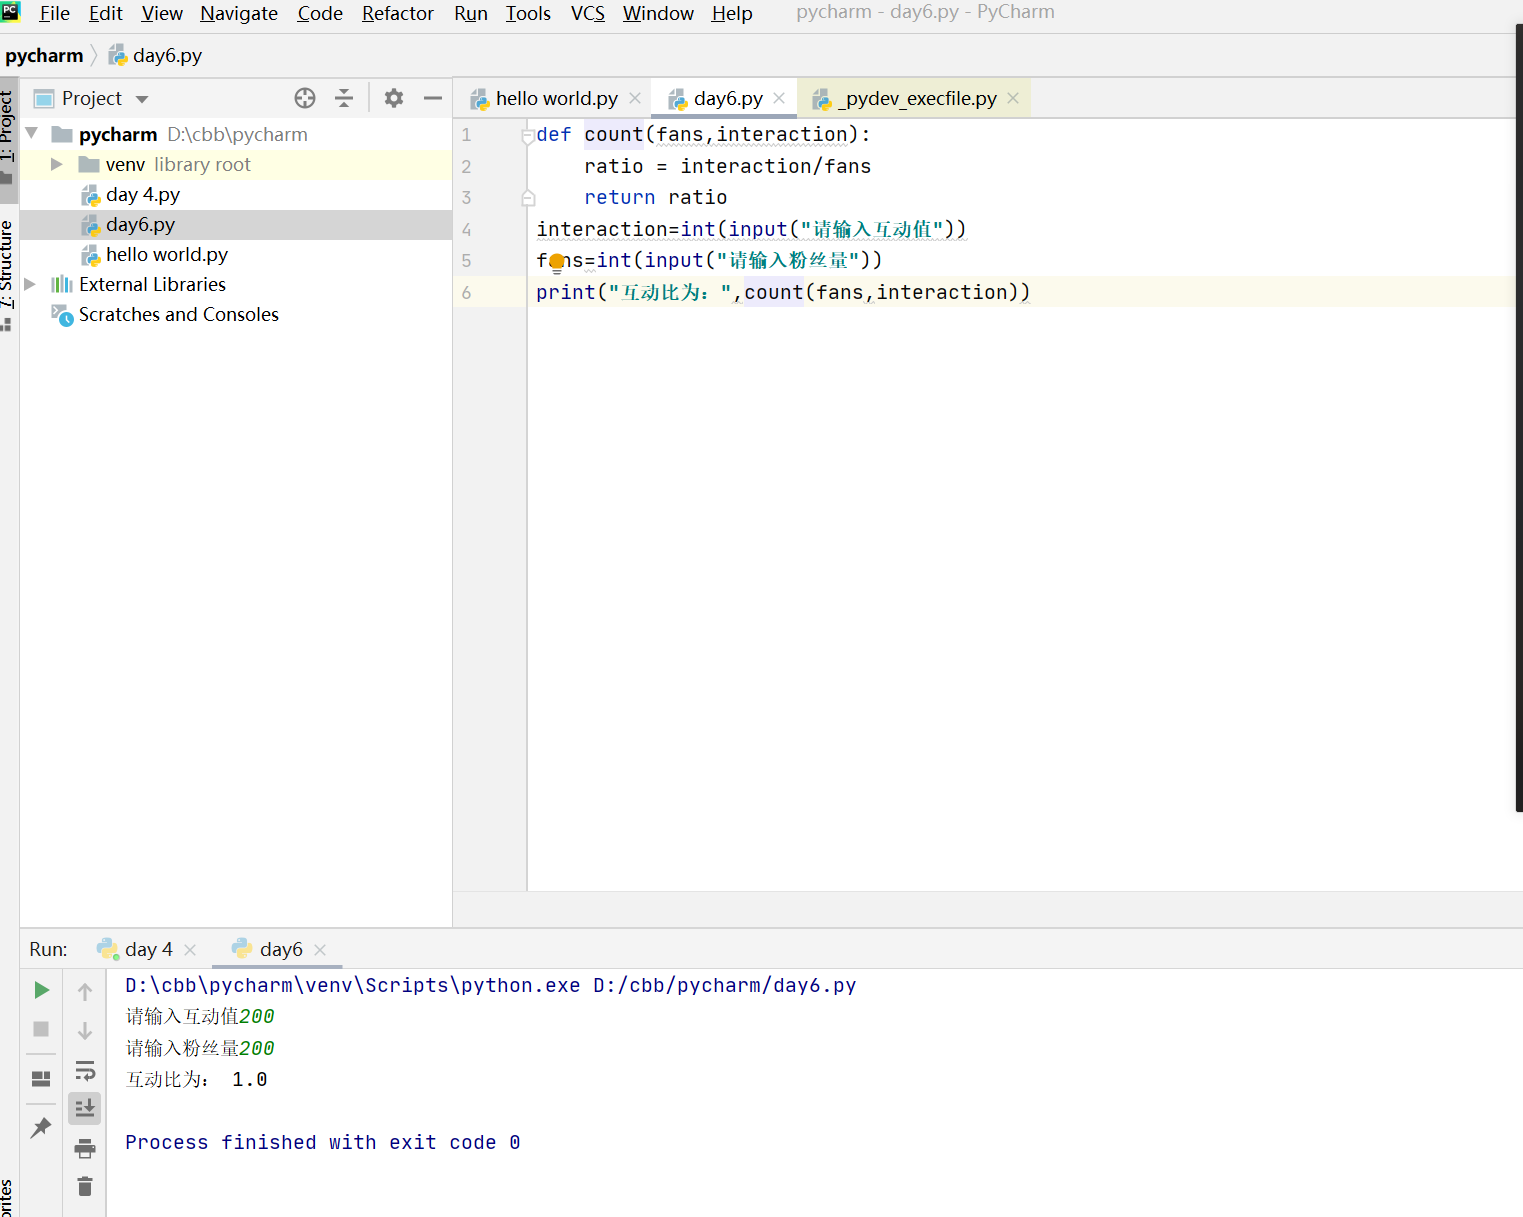 PC File Edit View Navigate Code Refactor Run Tools VCS Window Help pycharm - day6.py - PyCharm
pycharm day6.py
Project
hello world.py day6.py _pydev_execfile.py
1: Project
7: Structure
pycharm D:\cbb\pycharm
venv library root
day 4.py
day6.py
hello world.py
External Libraries
Scratches and Consoles
1 def count(fans,interaction):
2 ratio = interaction/fans
3 return ratio
4 interaction=int(input("请输入互动值"))
5 fans=int(input("请输入粉丝量"))
6 print("互动比为：",count(fans,interaction))
Run: day 4 day6
D:\cbb\pycharm\venv\Scripts\python.exe D:/cbb/pycharm/day6.py
请输入互动值200
请输入粉丝量200
互动比为： 1.0
Process finished with exit code 0